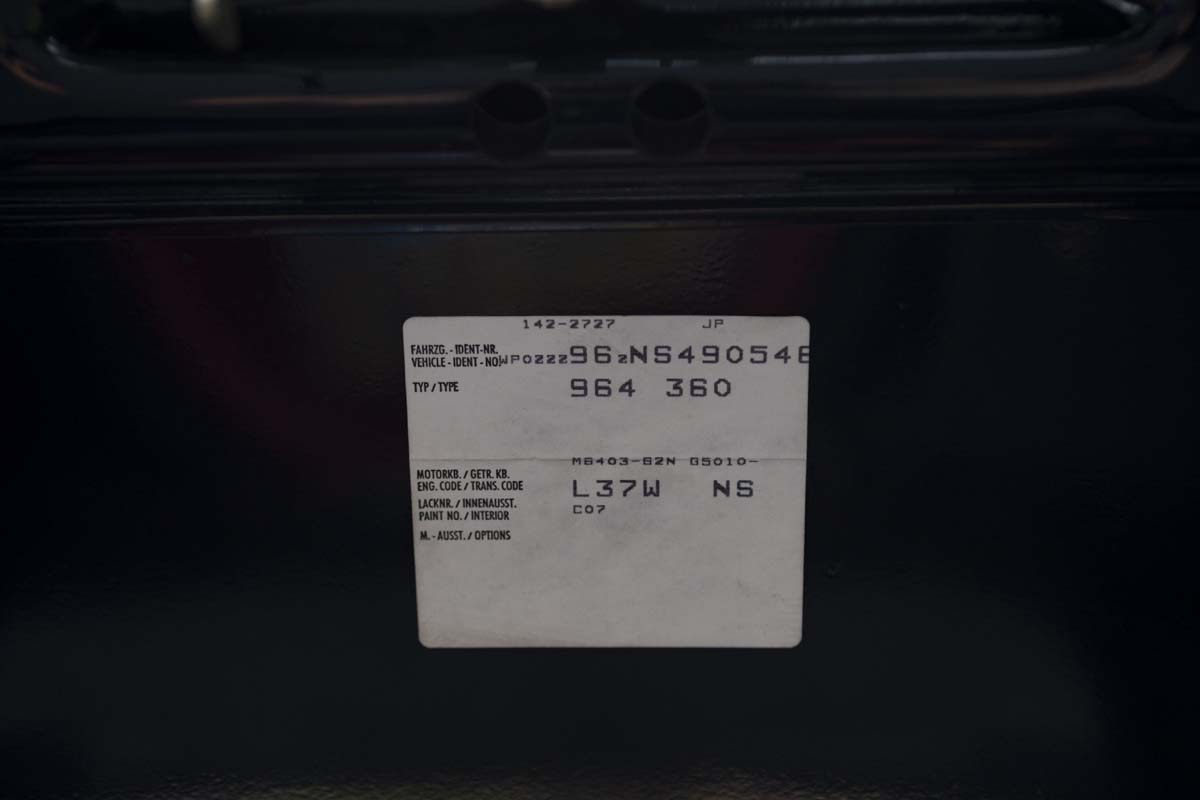 142-2727 JP
FAHRZG. - IDENT-NR.
VEHICLE - IDENT - NO. WP0ZZZ96ZNS49054
TYP / TYPE 964 360
M6403-62N G5010-
MOTORKB. / GETR. KB.
ENG. CODE / TRANS. CODE L37W NS
LACKNR. / INNENAUSST. C07
PAINT NO. / INTERIOR
M. - AUSST. / OPTIONS